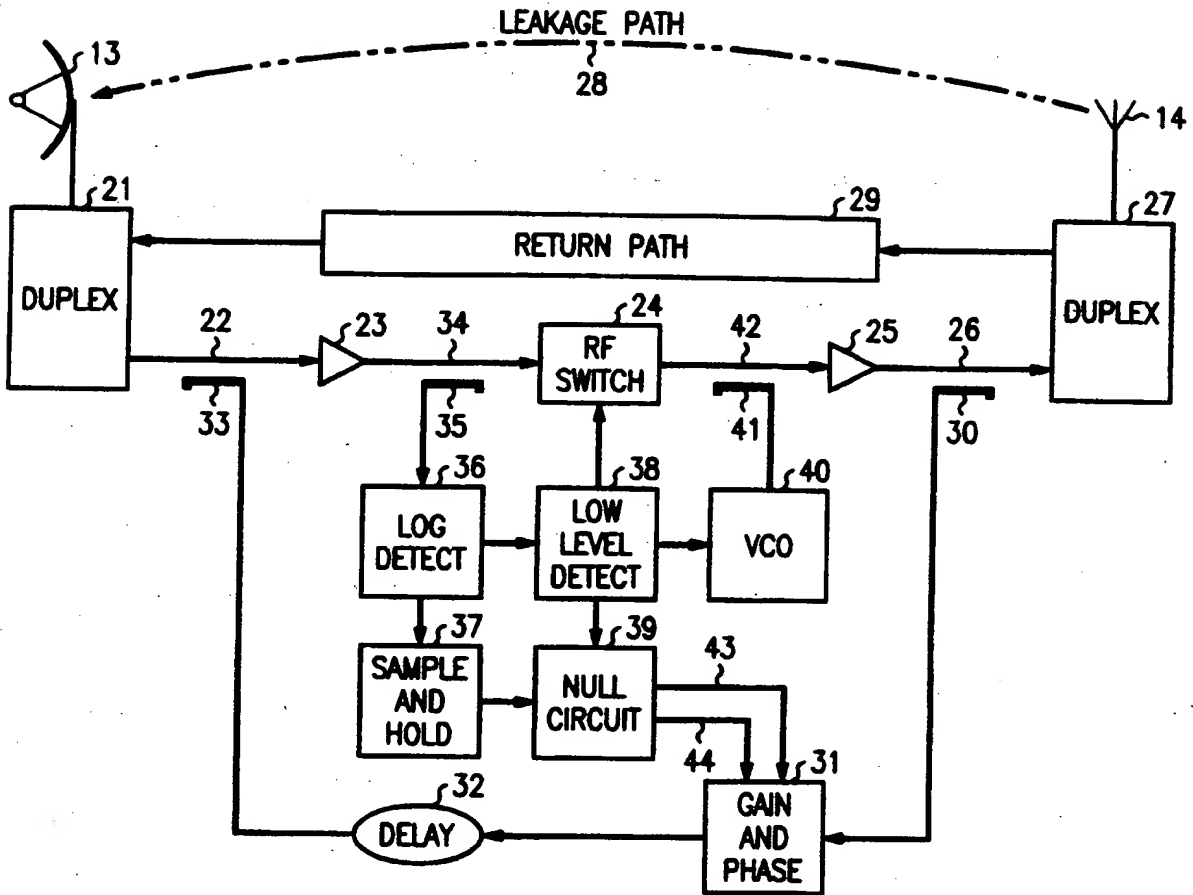 LEAKAGE PATH
28
13
14
21
DUPLEX
29
RETURN PATH
27
DUPLEX
22
23
34
24
RF
SWITCH
42
25
26
33
35
41
30
36
LOG
DETECT
38
LOW
LEVEL
DETECT
40
VCO
37
SAMPLE
AND
HOLD
39
NULL
CIRCUIT
43
44
32
DELAY
31
GAIN
AND
PHASE